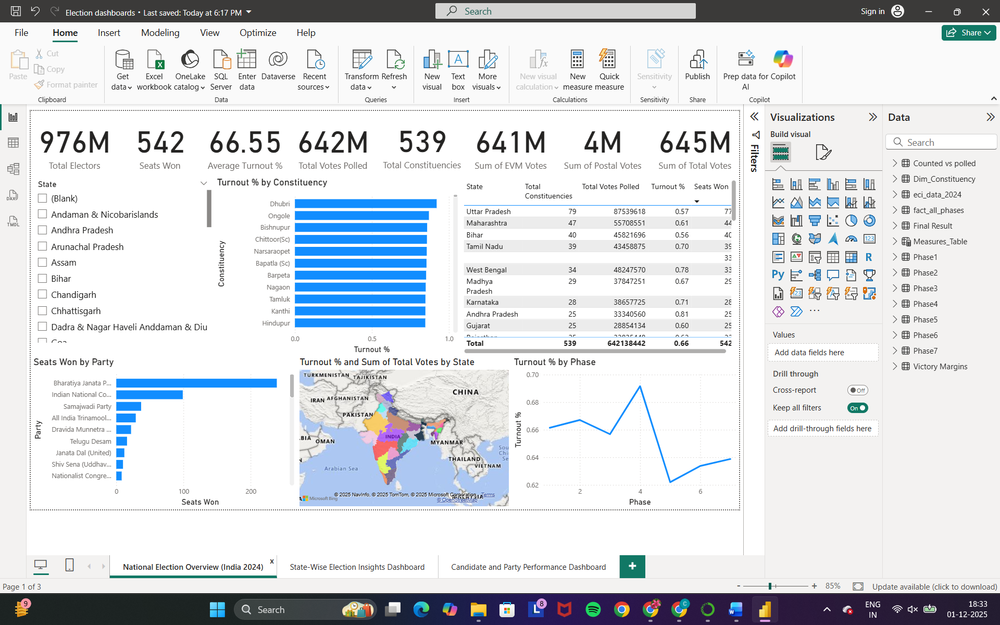 Election dashboards • Last saved: Today at 6:17 PM
Search
Sign in
File Home Insert Modeling View Optimize Help
Share
Paste
Cut
Copy
Format painter
Clipboard
Get data
Excel workbook
OneLake catalog
SQL Server
Enter data
Dataverse
Recent sources
Data
Transform data
Refresh
Queries
New visual
Text box
More visuals
Insert
New visual calculation
New measure
Quick measure
Calculations
Sensitivity
Sensitivity
Publish
Share
Prep data for AI
Copilot
Copilot
976M
Total Electors
542
Seats Won
66.55
Average Turnout %
642M
Total Votes Polled
539
Total Constituencies
641M
Sum of EVM Votes
4M
Sum of Postal Votes
645M
Sum of Total Votes
State
(Blank)
Andaman & Nicobarislands
Andhra Pradesh
Arunachal Pradesh
Assam
Bihar
Chandigarh
Chhattisgarh
Dadra & Nagar Haveli Anddaman & Diu
Goa
Turnout % by Constituency
Constituency
Dhubri
Ongole
Bishnupur
Chittoor(Sc)
Narsaraopet
Bapatla (Sc)
Barpeta
Nagaon
Tamluk
Kanthi
Hindupur
0.0 0.5 1.0
Turnout %
State Total Constituencies Total Votes Polled Turnout % Seats Won
Uttar Pradesh 79 87539618 0.57 77
Maharashtra 47 55708551 0.61 44
Bihar 40 45821696 0.56 40
Tamil Nadu 39 43458875 0.70 39
33
West Bengal 34 48247570 0.78 33
Madhya Pradesh 29 37847251 0.67 29
Karnataka 28 38657725 0.71 28
Andhra Pradesh 25 33340560 0.81 25
Gujarat 25 28854134 0.60 25
Total 539 642138442 0.66 542
Seats Won by Party
Party
Bharatiya Janata P...
Indian National Co...
Samajwadi Party
All India Trinamool...
Dravida Munnetra ...
Telugu Desam
Janata Dal (United)
Shiv Sena (Uddhav...
Nationalist Congre...
0 100 200
Seats Won
Turnout % and Sum of Total Votes by State
TURKMENISTAN
TAJIKISTAN
CHINA
IRAN
AFGHANISTAN
PAKISTAN
INDIA
OMAN
MYANMAR
THAILAND
VIETNAM
Arabian Sea
Microsoft Bing
© 2025 NavInfo, © 2025 TomTom, © 2025 Microsoft Corporation, Terms
© OpenStreetMap
Turnout % by Phase
Turnout %
0.70
0.68
0.66
0.64
0.62
2 4 6
Phase
Filters
Visualizations
Build visual
Values
Add data fields here
Drill through
Cross-report Off
Keep all filters On
Add drill-through fields here
Data
Search
Counted vs polled
Dim_Constituency
eci_data_2024
fact_all_phases
Final Result
Measures_Table
Phase1
Phase2
Phase3
Phase4
Phase5
Phase6
Phase7
Victory Margins
National Election Overview (India 2024) x
State-Wise Election Insights Dashboard
Candidate and Party Performance Dashboard
+
Page 1 of 3
- + 85%
Update available (click to download)
9
Search
8
ENG
IN
18:33
01-12-2025